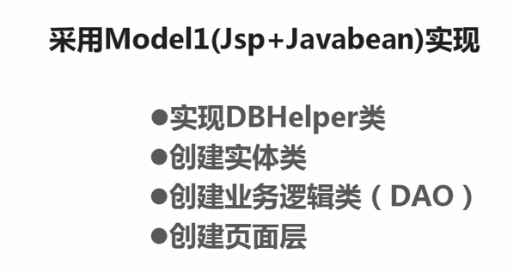 采用Model1(Jsp+Javabean)实现
●实现DBHelper类
●创建实体类
●创建业务逻辑类（DAO）
●创建页面层